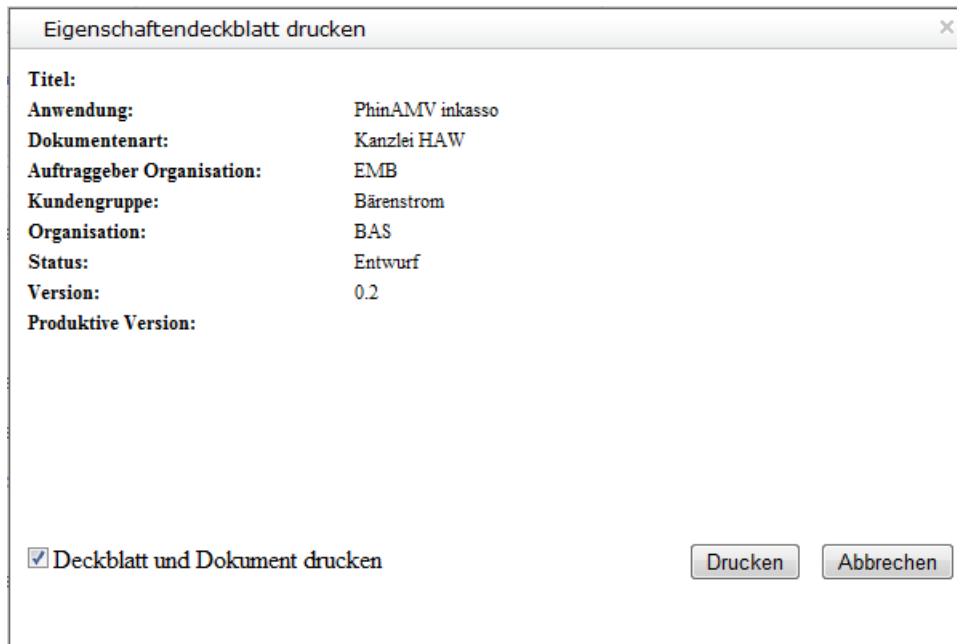 Eigenschaftendeckblatt drucken
Titel:
Anwendung: PhinAMV inkasso
Dokumentenart: Kanzlei HAW
Auftraggeber Organisation: EMB
Kundengruppe: Bärenstrom
Organisation: BAS
Status: Entwurf
Version: 0.2
Produktive Version:
Deckblatt und Dokument drucken Drucken Abbrechen